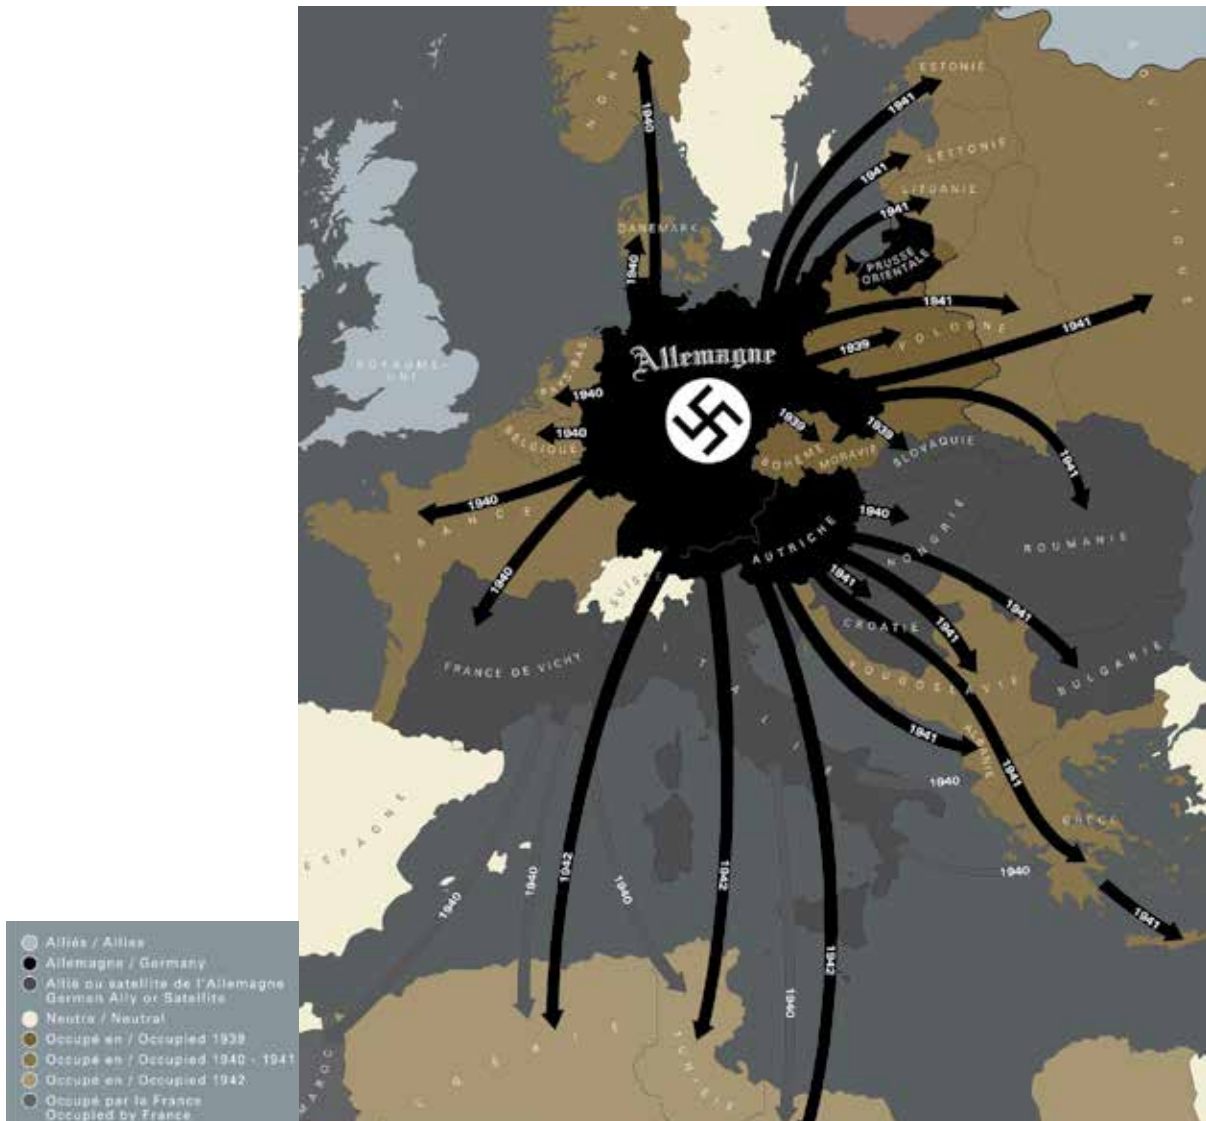 NOR
ESTONIE
1941
1940
LETTONIE
1941
LITUANIE
1941
DANEMARK
PRUSSE
ORIENTALE
1940
1941
POLOGNE
1941
1939
Allemagne
ROYAUME-
UNI
PAYS-BAS
1940
1939
1939
1940
BELGIQUE
BOHÊME
MORAVIE
SLOVAQUIE
1941
1940
FRANCE
1940
AUTRICHE
HONGRIE
ROUMANIE
1940
SUISSE
1941
1941
CROATIE
1941
FRANCE DE VICHY
ITALIE
YOUGOSLAVIE
BULGARIE
1941
ALBANIE
1941
1940
ESPAGNE
GRÈCE
1942
1940
1940
1942
1940
1940
1941
1942
1940
Alliés / Allies
Allemagne / Germany
Allié ou satellite de l'Allemagne
German Ally or Satellite
Neutre / Neutral
Occupé en / Occupied 1939
Occupé en / Occupied 1940 - 1941
Occupé en / Occupied 1942
Occupé par la France
Occupied by France
MAROC
GÉRIE
TUNISIE